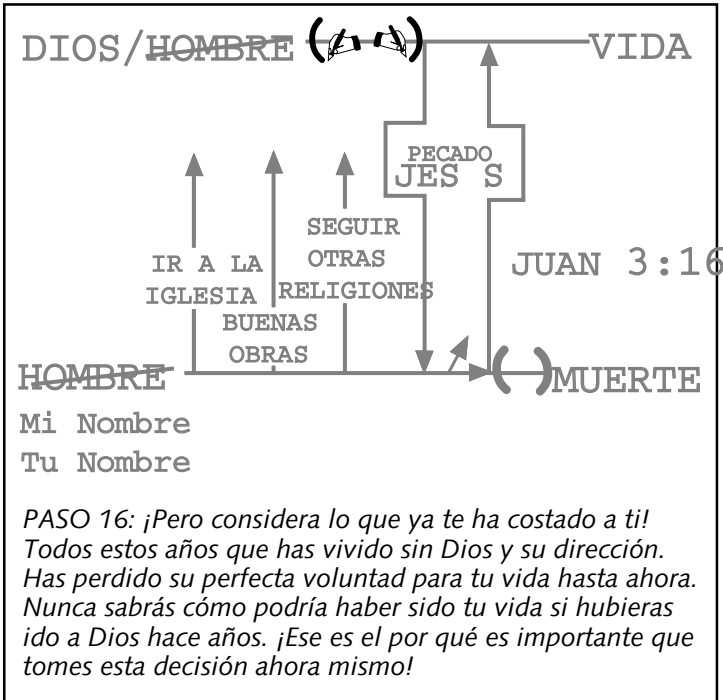 DIOS/HOMBRE ( ) VIDA
PECADO
JES S
SEGUIR
IR A LA OTRAS
IGLESIA RELIGIONES
JUAN 3:16
BUENAS
OBRAS
HOMBRE ( ) MUERTE
Mi Nombre
Tu Nombre
PASO 16: ¡Pero considera lo que ya te ha costado a ti!
Todos estos años que has vivido sin Dios y su dirección.
Has perdido su perfecta voluntad para tu vida hasta ahora.
Nunca sabrás cómo podría haber sido tu vida si hubieras
ido a Dios hace años. ¡Ese es el por qué es importante que
tomes esta decisión ahora mismo!